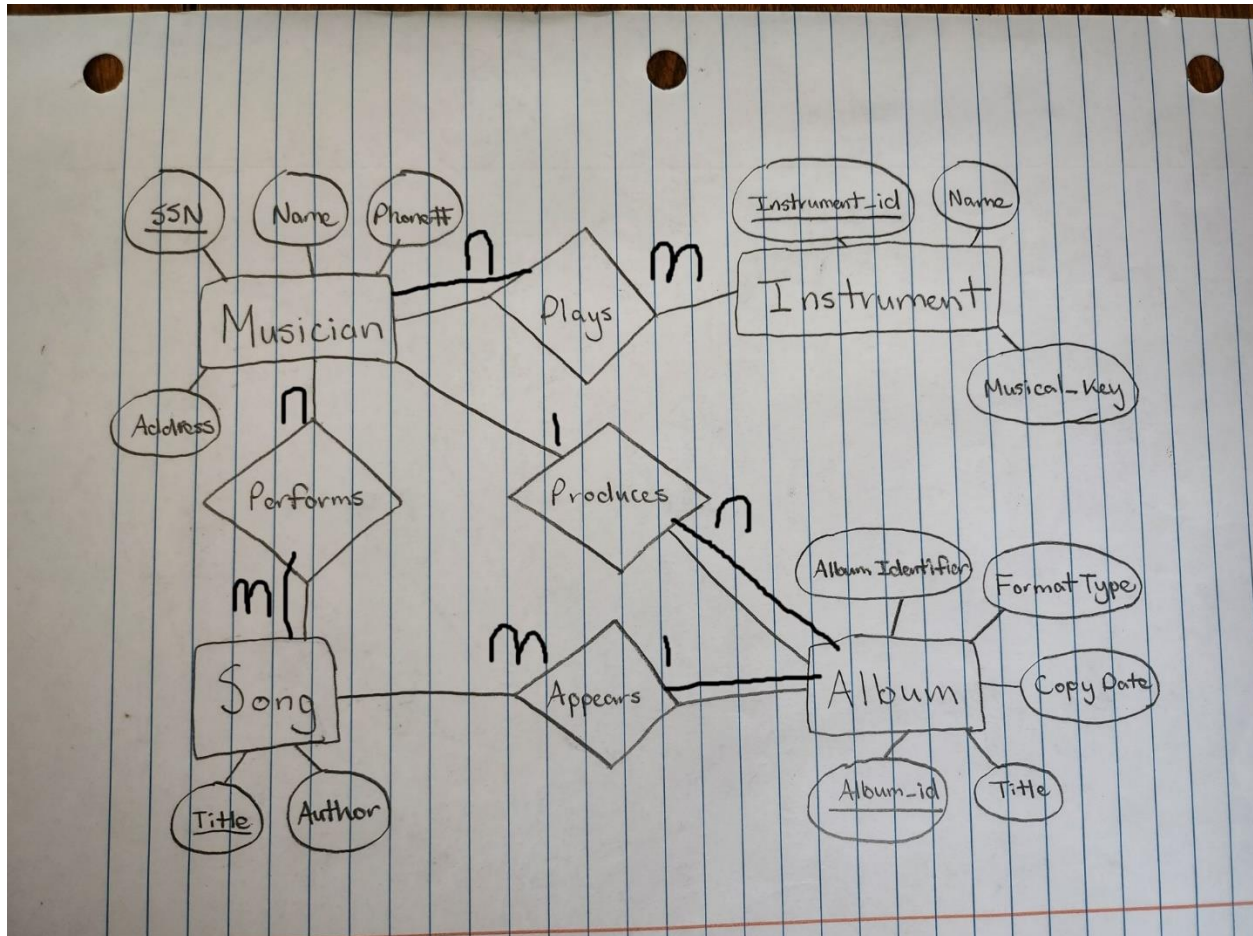 SSN
Name
Phone#
Instrument_id
Name
n
m
Plays
Musician
Instrument
Musical_Key
Address
n
1
Performs
Produces
n
m
Album Identifier
Format Type
m
1
Song
Appears
Album
Copy Date
Title
Author
Album_id
Title